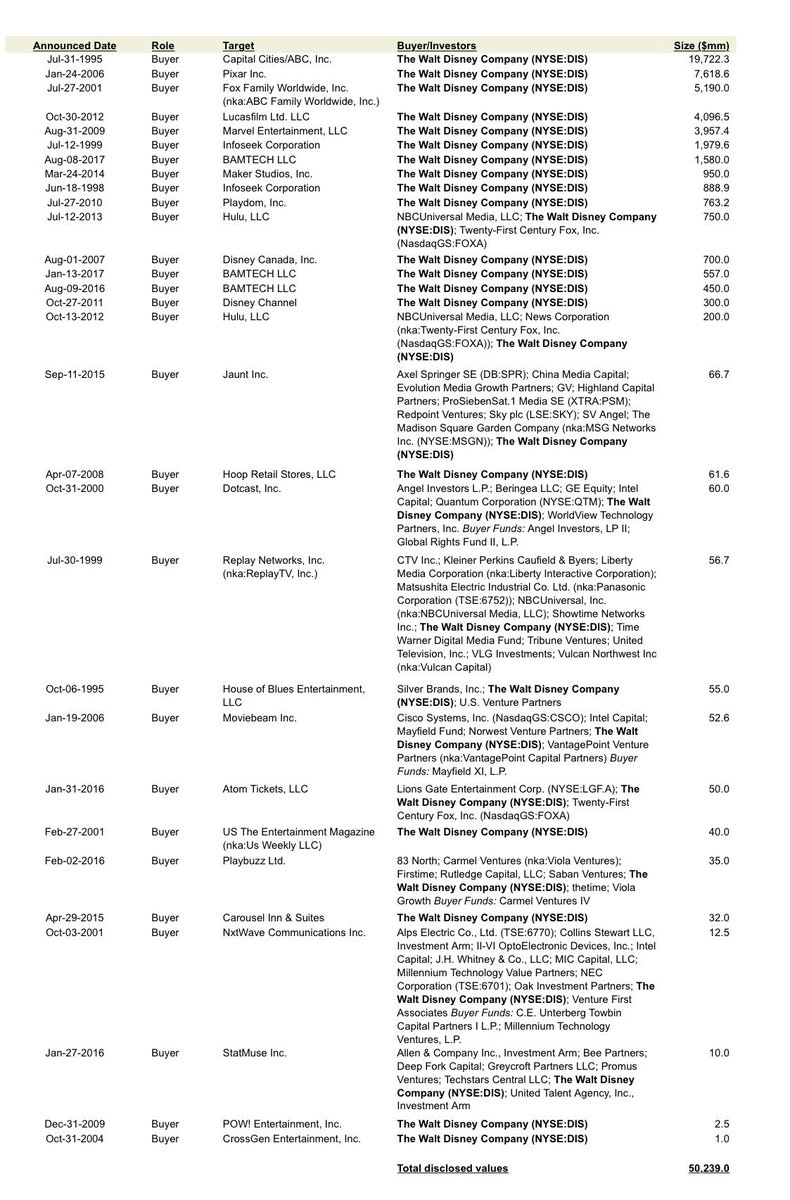 Announced Date Role Target Buyer/Investors Size ($mm)
Jul-31-1995 Buyer Capital Cities/ABC, Inc. The Walt Disney Company (NYSE:DIS) 19,722.3
Jan-24-2006 Buyer Pixar Inc. The Walt Disney Company (NYSE:DIS) 7,618.6
Jul-27-2001 Buyer Fox Family Worldwide, Inc. The Walt Disney Company (NYSE:DIS) 5,190.0
(nka:ABC Family Worldwide, Inc.)
Oct-30-2012 Buyer Lucasfilm Ltd. LLC The Walt Disney Company (NYSE:DIS) 4,096.5
Aug-31-2009 Buyer Marvel Entertainment, LLC The Walt Disney Company (NYSE:DIS) 3,957.4
Jul-12-1999 Buyer Infoseek Corporation The Walt Disney Company (NYSE:DIS) 1,979.6
Aug-08-2017 Buyer BAMTECH LLC The Walt Disney Company (NYSE:DIS) 1,580.0
Mar-24-2014 Buyer Maker Studios, Inc. The Walt Disney Company (NYSE:DIS) 950.0
Jun-18-1998 Buyer Infoseek Corporation The Walt Disney Company (NYSE:DIS) 888.9
Jul-27-2010 Buyer Playdom, Inc. The Walt Disney Company (NYSE:DIS) 763.2
Jul-12-2013 Buyer Hulu, LLC NBCUniversal Media, LLC; The Walt Disney Company 750.0
(NYSE:DIS); Twenty-First Century Fox, Inc.
(NasdaqGS:FOXA)
Aug-01-2007 Buyer Disney Canada, Inc. The Walt Disney Company (NYSE:DIS) 700.0
Jan-13-2017 Buyer BAMTECH LLC The Walt Disney Company (NYSE:DIS) 557.0
Aug-09-2016 Buyer BAMTECH LLC The Walt Disney Company (NYSE:DIS) 450.0
Oct-27-2011 Buyer Disney Channel The Walt Disney Company (NYSE:DIS) 300.0
Oct-13-2012 Buyer Hulu, LLC NBCUniversal Media, LLC; News Corporation 200.0
(nka:Twenty-First Century Fox, Inc.
(NasdaqGS:FOXA)); The Walt Disney Company
(NYSE:DIS)
Sep-11-2015 Buyer Jaunt Inc. Axel Springer SE (DB:SPR); China Media Capital; 66.7
Evolution Media Growth Partners; GV; Highland Capital
Partners; ProSiebenSat.1 Media SE (XTRA:PSM);
Redpoint Ventures; Sky plc (LSE:SKY); SV Angel; The
Madison Square Garden Company (nka:MSG Networks
Inc. (NYSE:MSGN)); The Walt Disney Company
(NYSE:DIS)
Apr-07-2008 Buyer Hoop Retail Stores, LLC The Walt Disney Company (NYSE:DIS) 61.6
Oct-31-2000 Buyer Dotcast, Inc. Angel Investors L.P.; Beringea LLC; GE Equity; Intel 60.0
Capital; Quantum Corporation (NYSE:QTM); The Walt
Disney Company (NYSE:DIS); WorldView Technology
Partners, Inc. Buyer Funds: Angel Investors, LP II;
Global Rights Fund II, L.P.
Jul-30-1999 Buyer Replay Networks, Inc. CTV Inc.; Kleiner Perkins Caufield & Byers; Liberty 56.7
(nka:ReplayTV, Inc.) Media Corporation (nka:Liberty Interactive Corporation);
Matsushita Electric Industrial Co. Ltd. (nka:Panasonic
Corporation (TSE:6752)); NBCUniversal, Inc.
(nka:NBCUniversal Media, LLC); Showtime Networks
Inc.; The Walt Disney Company (NYSE:DIS); Time
Warner Digital Media Fund; Tribune Ventures; United
Television, Inc.; VLG Investments; Vulcan Northwest Inc
(nka:Vulcan Capital)
Oct-06-1995 Buyer House of Blues Entertainment, Silver Brands, Inc.; The Walt Disney Company 55.0
LLC (NYSE:DIS); U.S. Venture Partners
Jan-19-2006 Buyer Moviebeam Inc. Cisco Systems, Inc. (NasdaqGS:CSCO); Intel Capital; 52.6
Mayfield Fund; Norwest Venture Partners; The Walt
Disney Company (NYSE:DIS); VantagePoint Venture
Partners (nka:VantagePoint Capital Partners) Buyer
Funds: Mayfield XI, L.P.
Jan-31-2016 Buyer Atom Tickets, LLC Lions Gate Entertainment Corp. (NYSE:LGF.A); The 50.0
Walt Disney Company (NYSE:DIS); Twenty-First
Century Fox, Inc. (NasdaqGS:FOXA)
Feb-27-2001 Buyer US The Entertainment Magazine The Walt Disney Company (NYSE:DIS) 40.0
(nka:Us Weekly LLC)
Feb-02-2016 Buyer Playbuzz Ltd. 83 North; Carmel Ventures (nka:Viola Ventures); 35.0
Firstime; Rutledge Capital, LLC; Saban Ventures; The
Walt Disney Company (NYSE:DIS); thetime; Viola
Growth Buyer Funds: Carmel Ventures IV
Apr-29-2015 Buyer Carousel Inn & Suites The Walt Disney Company (NYSE:DIS) 32.0
Oct-03-2001 Buyer NxtWave Communications Inc. Alps Electric Co., Ltd. (TSE:6770); Collins Stewart LLC, 12.5
Investment Arm; II-VI OptoElectronic Devices, Inc.; Intel
Capital; J.H. Whitney & Co., LLC; MIC Capital, LLC;
Millennium Technology Value Partners; NEC
Corporation (TSE:6701); Oak Investment Partners; The
Walt Disney Company (NYSE:DIS); Venture First
Associates Buyer Funds: C.E. Unterberg Towbin
Capital Partners I L.P.; Millennium Technology
Ventures, L.P.
Jan-27-2016 Buyer StatMuse Inc. Allen & Company Inc., Investment Arm; Bee Partners; 10.0
Deep Fork Capital; Greycroft Partners LLC; Promus
Ventures; Techstars Central LLC; The Walt Disney
Company (NYSE:DIS); United Talent Agency, Inc.,
Investment Arm
Dec-31-2009 Buyer POW! Entertainment, Inc. The Walt Disney Company (NYSE:DIS) 2.5
Oct-31-2004 Buyer CrossGen Entertainment, Inc. The Walt Disney Company (NYSE:DIS) 1.0
Total disclosed values 50,239.0